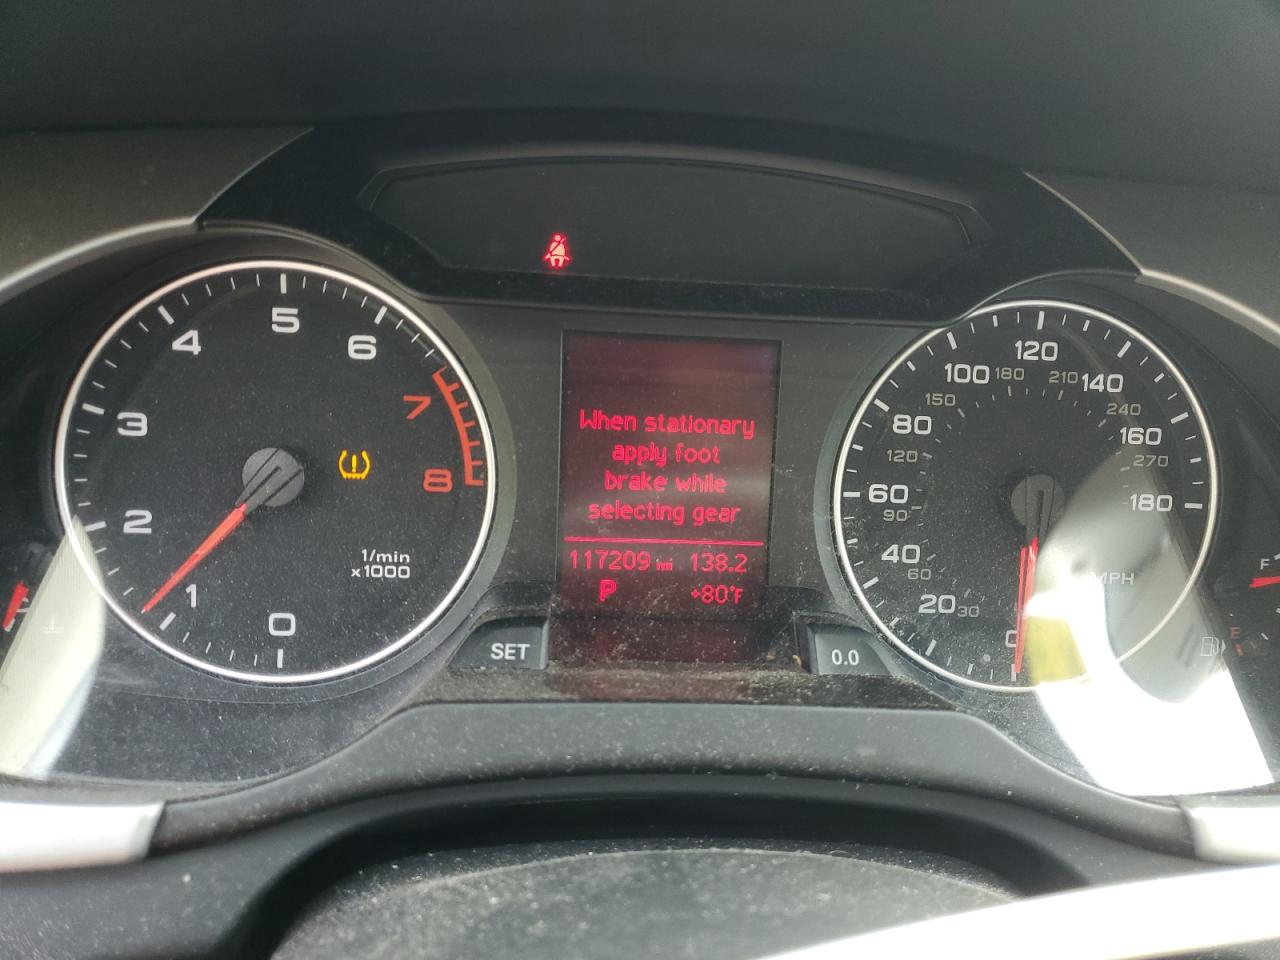 5
4
6
3
7
2
8
1
0
1/min
x1000
When stationary
apply foot
brake while
selecting gear
117209 mi 138.2
P +80°F
SET
0.0
120
100 180 210 140
150 240
80 160
120 270
60 180
90
40
60
MPH
20 30
0
F
E